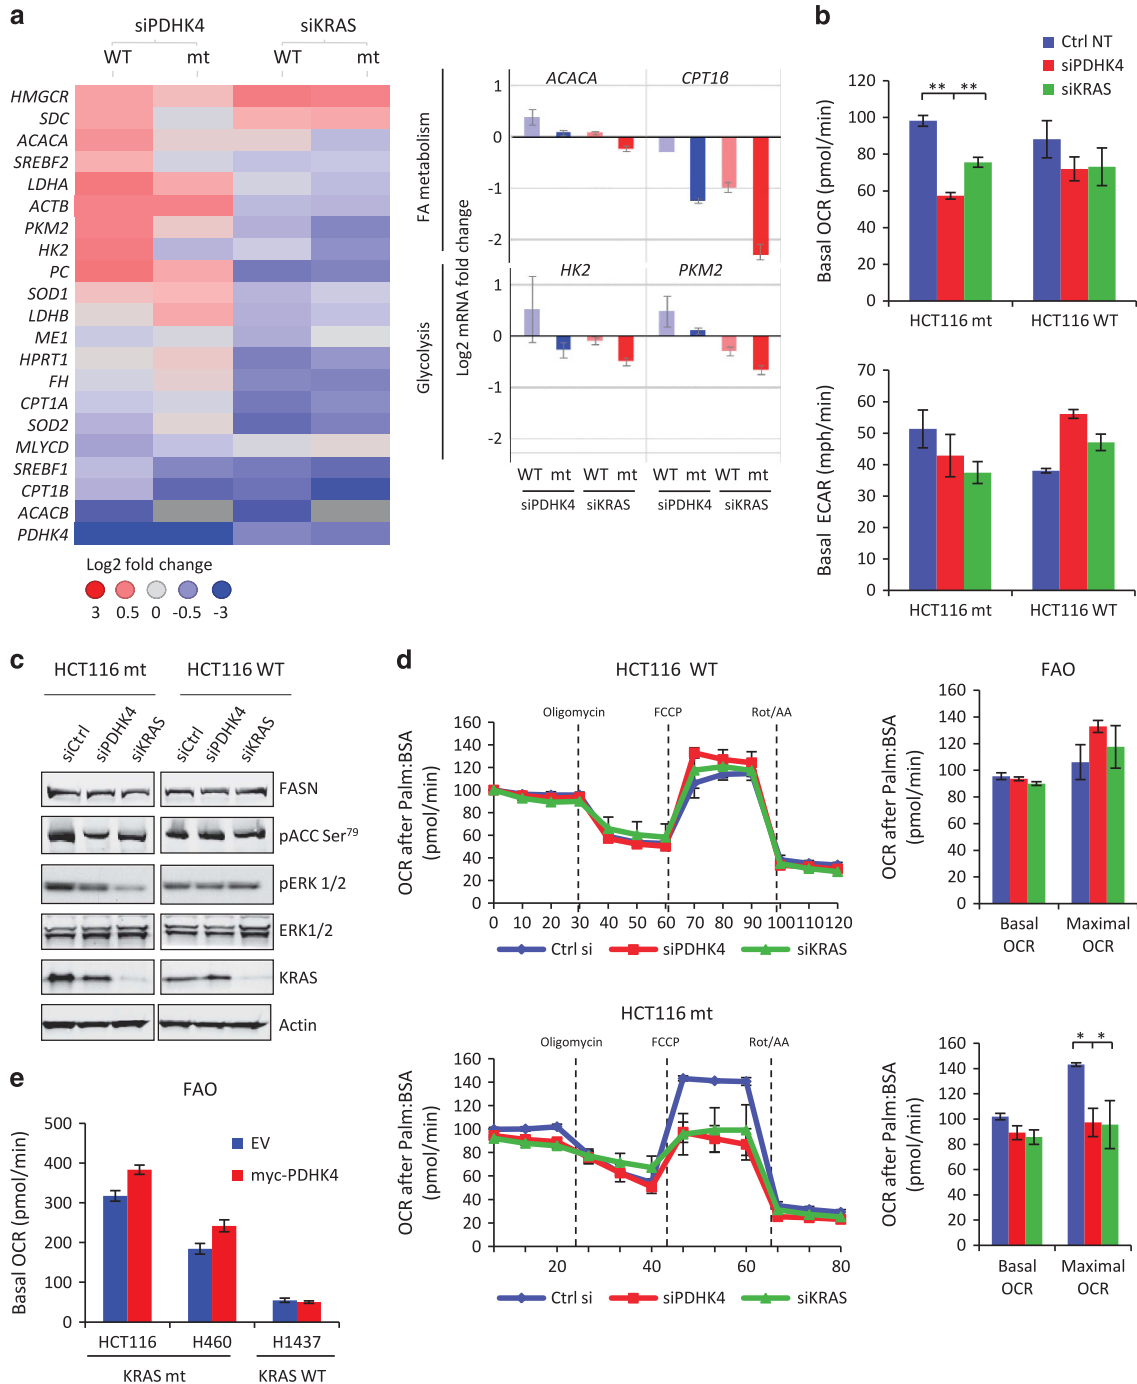 a
siPDHK4 siKRAS
WT mt WT mt
HMGCR
SDC
ACACA
SREBF2
LDHA
ACTB
PKM2
HK2
PC
SOD1
LDHB
ME1
HPRT1
FH
CPT1A
SOD2
MLYCD
SREBF1
CPT1B
ACACB
PDHK4
Log2 fold change
3 0.5 0 -0.5 -3
FA metabolism
Glycolysis
Log2 mRNA fold change
ACACA CPT1ϐ
1
0
-1
-2
HK2 PKM2
1
0
-1
-2
WT mt WT mt WT mt WT mt
siPDHK4 siKRAS siPDHK4 siKRAS
b
Ctrl NT
siPDHK4
siKRAS
Basal OCR (pmol/min)
120
100
80
60
40
20
0
** **
HCT116 mt HCT116 WT
Basal ECAR (mph/min)
70
60
50
40
30
20
10
0
HCT116 mt HCT116 WT
c
HCT116 mt HCT116 WT
siCtrl siPDHK4 siKRAS siCtrl siPDHK4 siKRAS
FASN
pACC Ser79
pERK 1/2
ERK1/2
KRAS
Actin
d
HCT116 WT
Oligomycin FCCP Rot/AA
OCR after Palm:BSA
(pmol/min)
160
140
120
100
80
60
40
20
0
0 10 20 30 40 50 60 70 80 90 100 110 120
Ctrl si siPDHK4 siKRAS
FAO
OCR after Palm:BSA
(pmol/min)
160
140
120
100
80
60
40
20
0
Basal Maximal
OCR OCR
HCT116 mt
Oligomycin FCCP Rot/AA
OCR after Palm:BSA
(pmol/min)
160
140
120
100
80
60
40
20
0
20 40 60 80
Ctrl si siPDHK4 siKRAS
OCR after Palm:BSA
(pmol/min)
160
140
120
100
80
60
40
20
0
* *
Basal Maximal
OCR OCR
e
FAO
EV
myc-PDHK4
Basal OCR (pmol/min)
500
400
300
200
100
0
HCT116 H460 H1437
KRAS mt KRAS WT